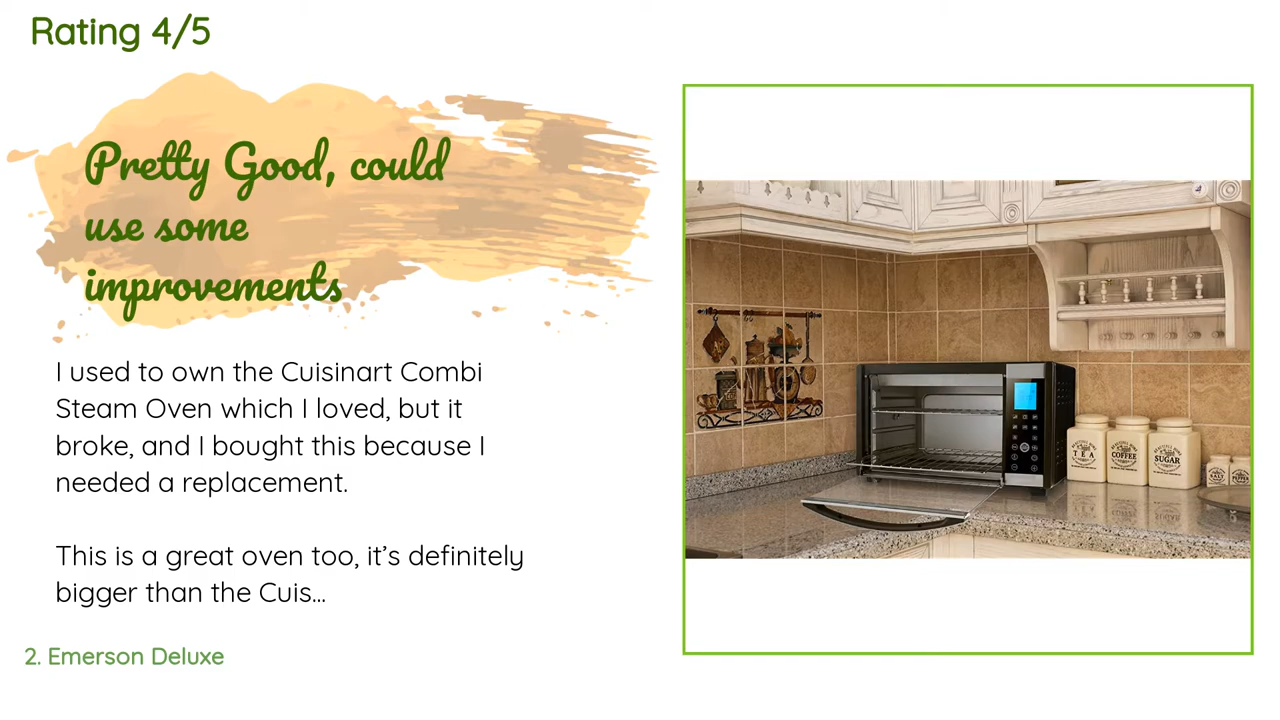 Rating 4/5
Pretty Good, could
use some
improvements
I used to own the Cuisinart Combi
Steam Oven which I loved, but it
broke, and I bought this because I
needed a replacement.
This is a great oven too, it’s definitely
bigger than the Cuis...
2. Emerson Deluxe
TEA
COFFEE
SUGAR
SALT
PEPPER